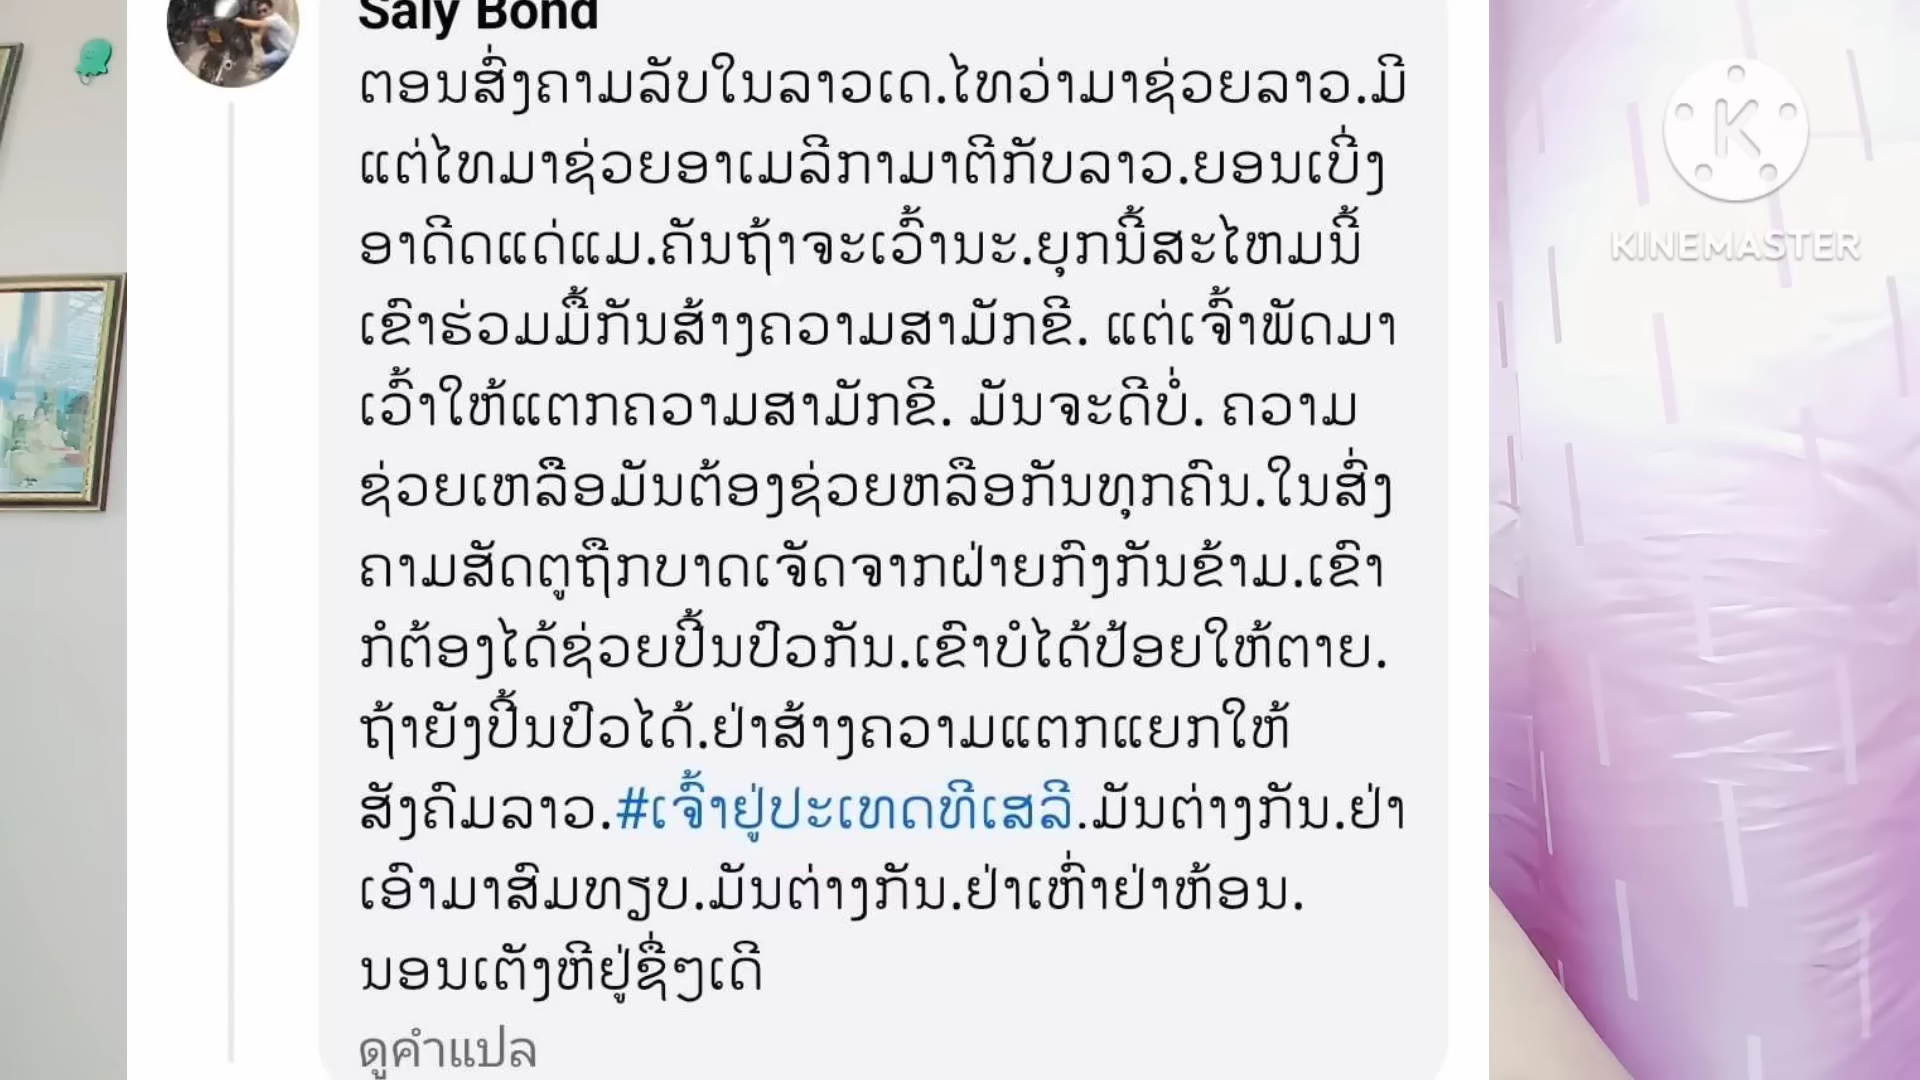 Saly Bond
ຕອນສົ່ງຄາມລັບໃນລາວເດ.ໄທວ່າມາຊ່ວຍລາວ.ມີ
ແຕ່ໄທມາຊ່ວຍອາເມລີກາມາຕີກັບລາວ.ຍອນເບິ່ງ
ອາດີດແດ່ແມ.ຄັນຖ້າຈະເວົ້ານະ.ຍຸກນີ້ສະໄຫມນີ້
ເຂົາຮ່ວມມື້ກັນສ້າງຄວາມສາມັກຂີ. ແຕ່ເຈົ້າພັດມາ
ເວົ້າໃຫ້ແຕກຄວາມສາມັກຂີ. ມັນຈະດີບໍ່. ຄວາມ
ຊ່ວຍເຫລືອມັນຕ້ອງຊ່ວຍຫລືອກັນທຸກຄົນ.ໃນສົ່ງ
ຄາມສັດຕູຖືກບາດເຈັດຈາກຝ່າຍກົງກັນຂ້າມ.ເຂົາ
ກໍຕ້ອງໄດ້ຊ່ວຍປິ້ນປົວກັນ.ເຂົາບໍໄດ້ປ້ອຍໃຫ້ຕາຍ.
ຖ້າຍັງປິ້ນປົວໄດ້.ຢ່າສ້າງຄວາມແຕກແຍກໃຫ້
ສັງຄົມລາວ.#ເຈົ້າຢູ່ປະເທດທີເສລີ.ມັນຕ່າງກັນ.ຢ່າ
ເອົາມາສົມທຽບ.ມັນຕ່າງກັນ.ຢ່າເຫົ່າຢ່າຫ້ອນ.
ນອນເຕັງຫີຢູ່ຊື່ໆເດີ
ດູคำแปล
KINEMASTER